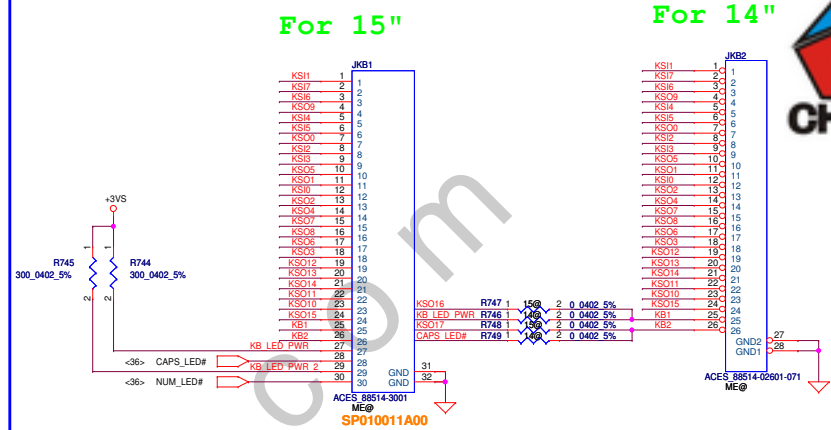 For 15"
For 14"
CH
JKB1
KSI1 1 1
KSI7 2 2
KSI6 3 3
KSO9 4 4
KSI4 5 5
KSI5 6 6
KSO0 7 7
KSI2 8 8
KSI3 9 9
KSO5 10 10
KSO1 11 11
KSI0 12 12
KSO2 13 13
KSO4 14 14
KSO7 15 15
KSO8 16 16
KSO6 17 17
KSO3 18 18
KSO12 19 19
KSO13 20 20
KSO14 21 21
KSO11 22 22
KSO10 23 23
KSO15 24 24
KB1 25 25
KB2 26 26
KB_LED_PWR 27 27
<36> CAPS_LED# 28 28
KB_LED_PWR_2 29 29
<36> NUM_LED# 30 30
GND 31
GND 32
ACES_88514-3001
ME@
SP010011A00
+3VS
R745
300_0402_5%
1
2
R744
300_0402_5%
1
2
KSO16 R747 1 15@ 2 0_0402_5%
KB_LED_PWR R746 1 14@ 2 0_0402_5%
KSO17 R748 1 15@ 2 0_0402_5%
CAPS_LED# R749 1 14@ 2 0_0402_5%
JKB2
KSI1 1 1
KSI7 2 2
KSI6 3 3
KSO9 4 4
KSI4 5 5
KSI5 6 6
KSO0 7 7
KSI2 8 8
KSI3 9 9
KSO5 10 10
KSO1 11 11
KSI0 12 12
KSO2 13 13
KSO4 14 14
KSO7 15 15
KSO8 16 16
KSO6 17 17
KSO3 18 18
KSO12 19 19
KSO13 20 20
KSO14 21 21
KSO11 22 22
KSO10 23 23
KSO15 24 24
KB1 25 25
KB2 26 26
GND2 27
GND1 28
ACES_88514-02601-071
ME@
com